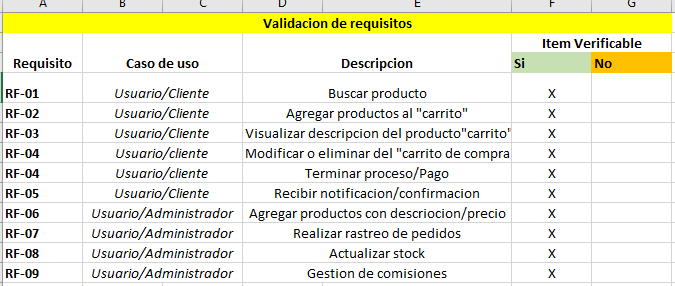 A B C D E F G
Validacion de requisitos
Item Verificable
Requisito Caso de uso Descripcion Si No
RF-01 Usuario/Cliente Buscar producto X
RF-02 Usuario/Cliente Agregar productos al "carrito" X
RF-03 Usuario/Cliente Visualizar descripcion del producto"carrito" X
RF-04 Usuario/cliente Modificar o eliminar del "carrito de compra X
RF-04 Usuario/cliente Terminar proceso/Pago X
RF-05 Usuario/Cliente Recibir notificacion/confirmacion X
RF-06 Usuario/Administrador Agregar productos con descriocion/precio X
RF-07 Usuario/Administrador Realizar rastreo de pedidos X
RF-08 Usuario/Administrador Actualizar stock X
RF-09 Usuario/Administrador Gestion de comisiones X